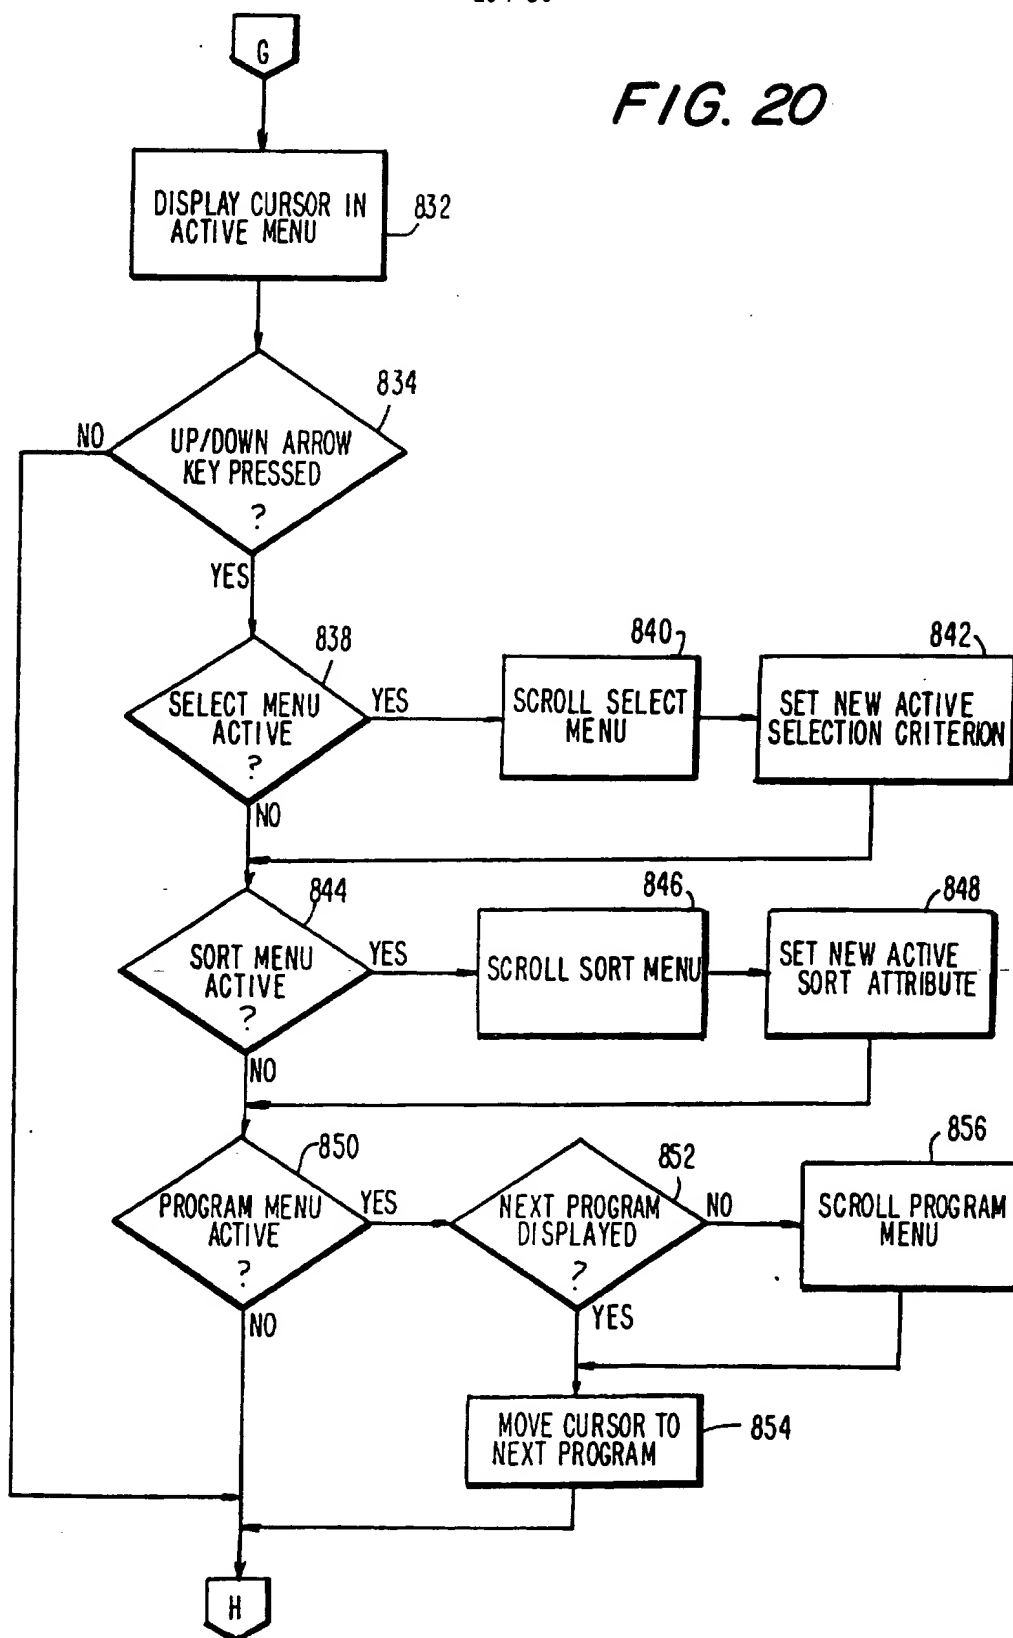 G
FIG. 20
DISPLAY CURSOR IN
ACTIVE MENU
832
834
NO
UP/DOWN ARROW
KEY PRESSED
?
YES
838
SELECT MENU
ACTIVE
?
YES
840
SCROLL SELECT
MENU
842
SET NEW ACTIVE
SELECTION CRITERION
NO
844
SORT MENU
ACTIVE
?
YES
846
SCROLL SORT MENU
848
SET NEW ACTIVE
SORT ATTRIBUTE
NO
850
PROGRAM MENU
ACTIVE
?
YES
852
NEXT PROGRAM
DISPLAYED
?
NO
856
SCROLL PROGRAM
MENU
NO
YES
MOVE CURSOR TO
NEXT PROGRAM
854
H